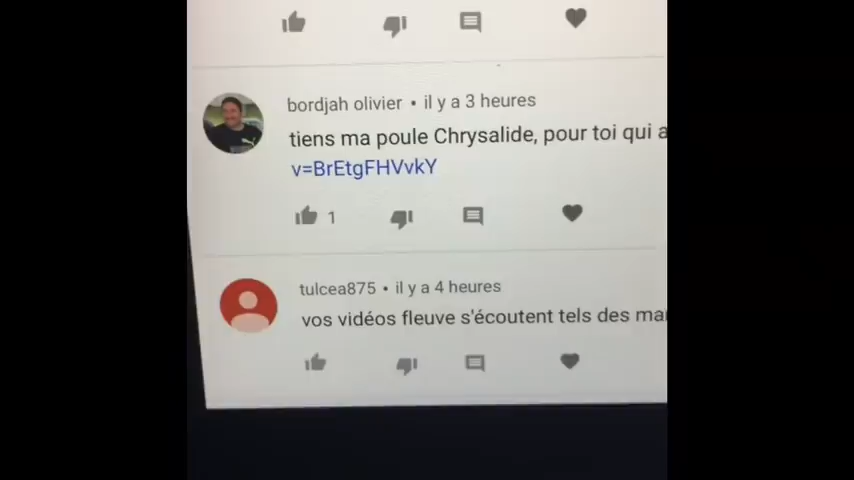 bordjah olivier • il y a 3 heures
tiens ma poule Chrysalide, pour toi qui a
v=BrEtgFHVvkY
1
tulcea875 • il y a 4 heures
vos vidéos fleuve s'écoutent tels des mar